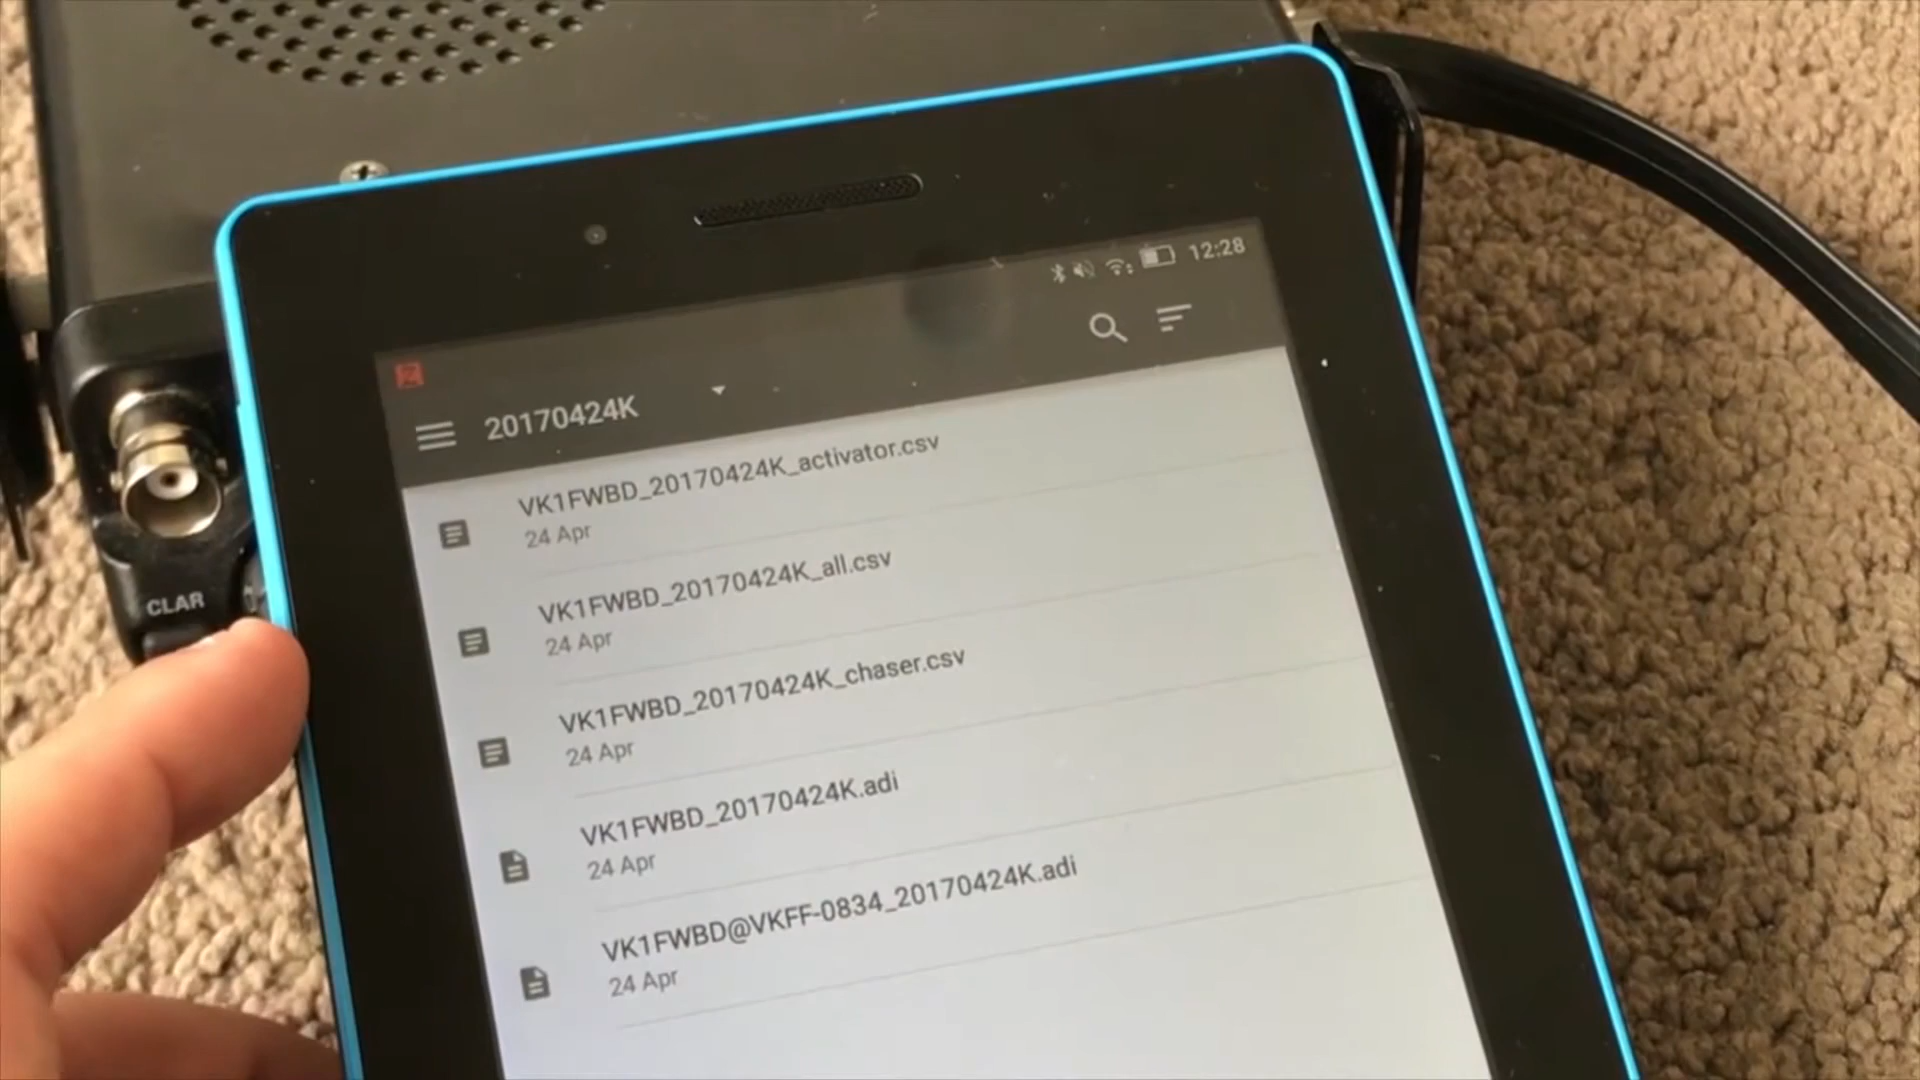 12:28
20170424K
VK1FWBD_20170424K_activator.csv
24 Apr
VK1FWBD_20170424K_all.csv
24 Apr
VK1FWBD_20170424K_chaser.csv
24 Apr
VK1FWBD_20170424K.adi
24 Apr
VK1FWBD@VKFF-0834_20170424K.adi
24 Apr
CLAR